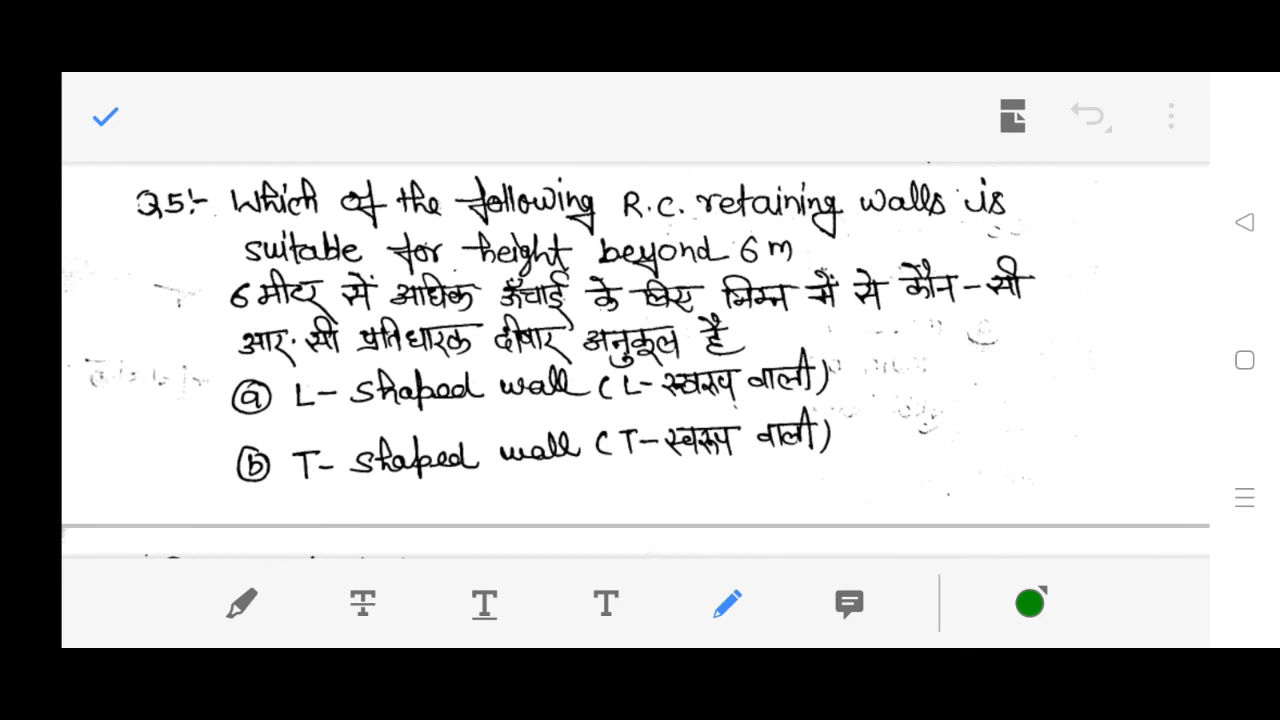 Q5:- Which of the following R.C. retaining walls is
suitable for height beyond 6 m
6 मीटर से अधिक ऊँचाई के लिए निम्न में से कौन-सी
आर. सी प्रतिधारक दीवार अनुकूल है
ⓐ L- shaped wall (L-स्वरूप वाली)
ⓑ T- shaped wall (T-स्वरूप वाली)